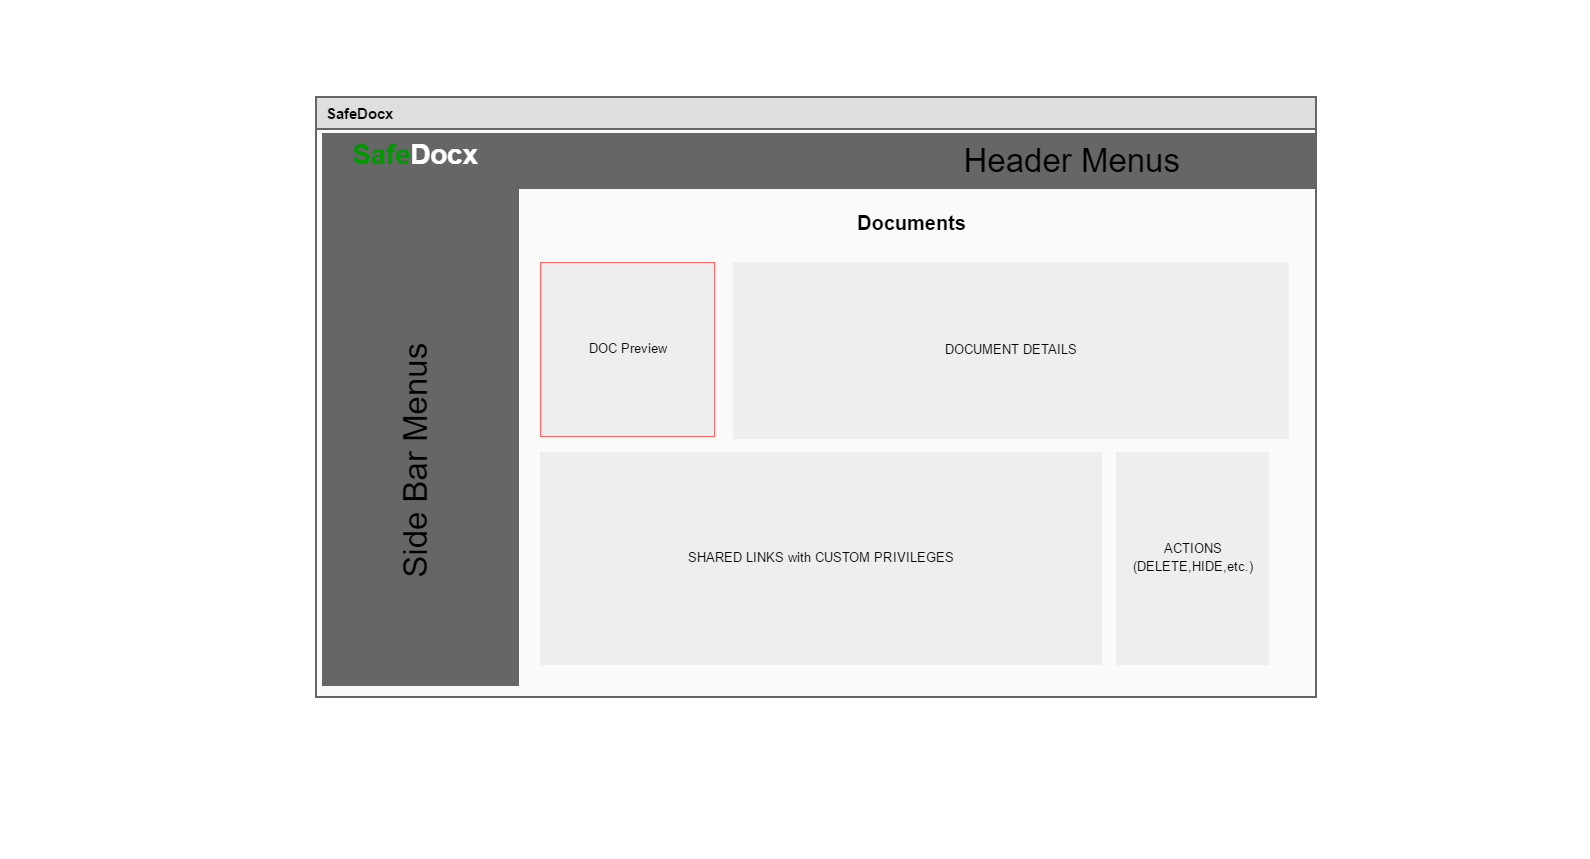 SafeDocx
SafeDocx
Header Menus
Side Bar Menus
Documents
DOC Preview
DOCUMENT DETAILS
SHARED LINKS with CUSTOM PRIVILEGES
ACTIONS
(DELETE,HIDE,etc.)